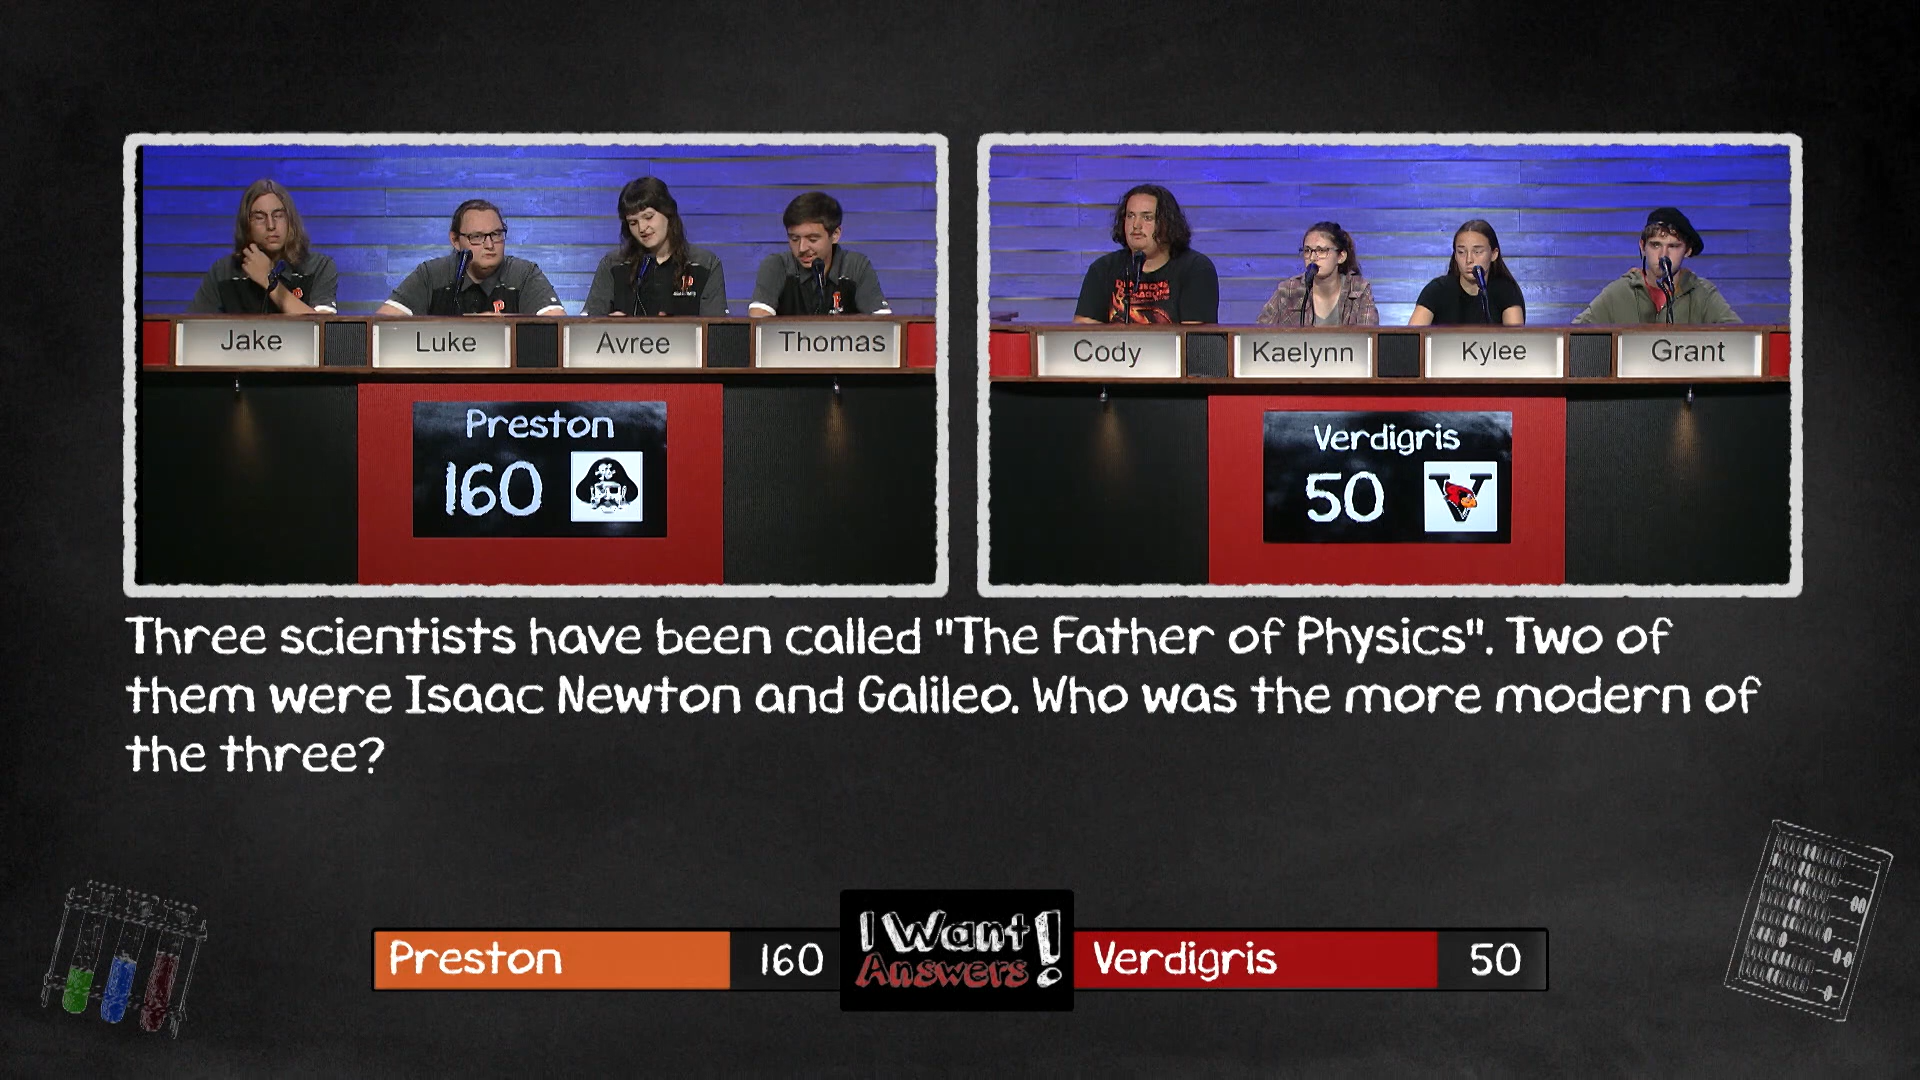 Jake
Luke
Avree
Thomas
Preston
160
Cody
Kaelynn
Kylee
Grant
Verdigris
50
V
Three scientists have been called "The Father of Physics". Two of
them were Isaac Newton and Galileo. Who was the more modern of
the three?
Preston 160
I Want
Answers!
Verdigris 50